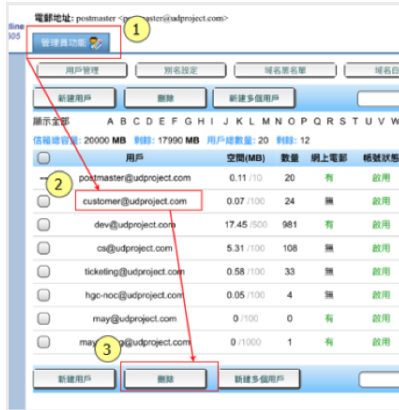 電郵地址: postmaster <postmaster@udproject.com>
1
管理員功能
用戶管理 別名設定 域名黑名單 域名白
新建用戶 刪除 新建多個用戶
顯示全部 A B C D E F G H I J K L M N O P Q R S T U V W
信箱總容量: 20000 MB 剩餘: 17990 MB 用戶總數量: 20 剩餘: 12
用戶 空間(MB) 數量 網上電郵 帳號狀態
postmaster@udproject.com 0.11 /10 20 有 啟用
2
customer@udproject.com 0.07 /100 24 無 啟用
dev@udproject.com 17.45 /500 981 有 啟用
cs@udproject.com 5.31 /100 108 無 啟用
ticketing@udproject.com 0.58 /100 33 無 啟用
hgc-noc@udproject.com 0.05 /100 4 無 啟用
may@udproject.com 0 /100 0 有 啟用
@udproject.com 0 /1000 1 有 啟用
3
新建用戶 刪除 新建多個用戶